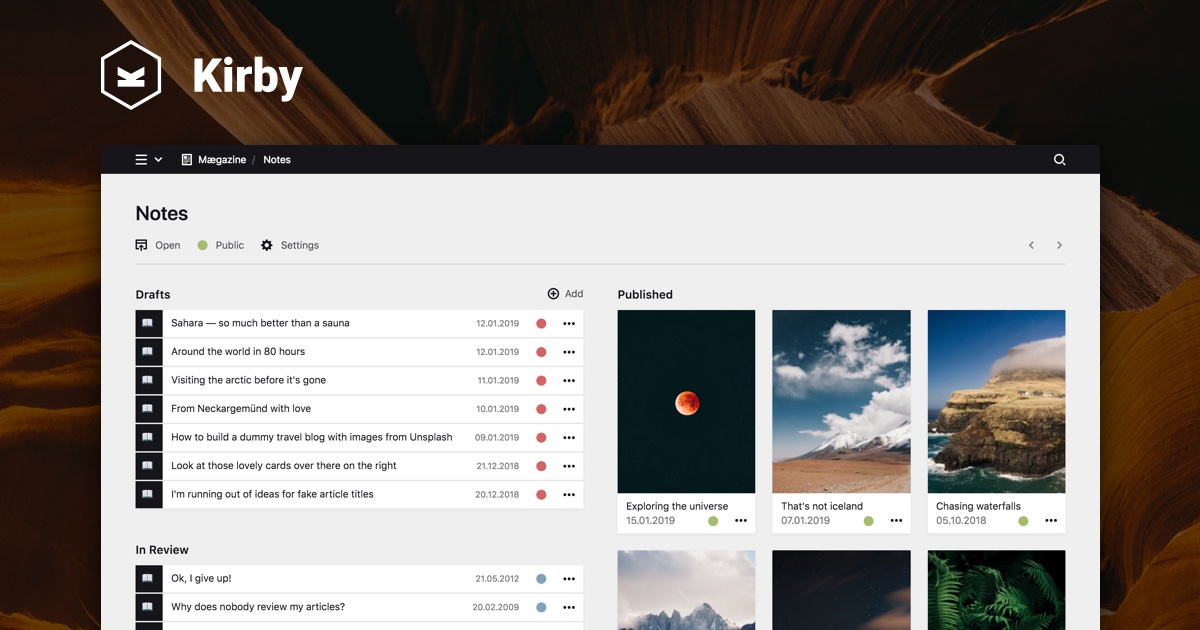 Kirby
Mægazine / Notes
Notes
Open Public Settings
Drafts
Add
Sahara — so much better than a sauna 12.01.2019
Around the world in 80 hours 12.01.2019
Visiting the arctic before it's gone 11.01.2019
From Neckargemünd with love 10.01.2019
How to build a dummy travel blog with images from Unsplash 09.01.2019
Look at those lovely cards over there on the right 21.12.2018
I'm running out of ideas for fake article titles 20.12.2018
In Review
Ok, I give up! 21.05.2012
Why does nobody review my articles? 20.02.2009
Published
Exploring the universe
15.01.2019
That's not iceland
07.01.2019
Chasing waterfalls
05.10.2018